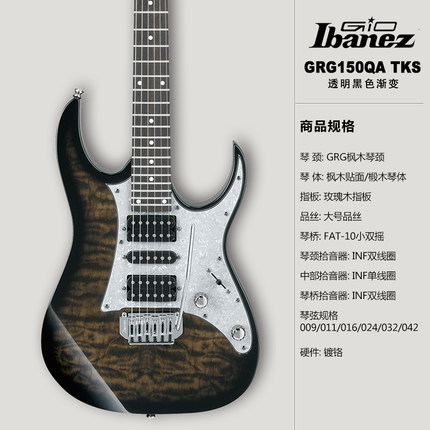 GiO
Ibanez
GRG150QA TKS
透明黑色渐变
商品规格
琴 颈: GRG枫木琴颈
琴 体: 枫木贴面/椴木琴体
指板: 玫瑰木指板
品丝: 大号品丝
琴桥: FAT-10小双摇
琴颈拾音器: INF双线圈
中部拾音器: INF单线圈
琴桥拾音器: INF双线圈
琴弦规格
009/011/016/024/032/042
硬件: 镀铬